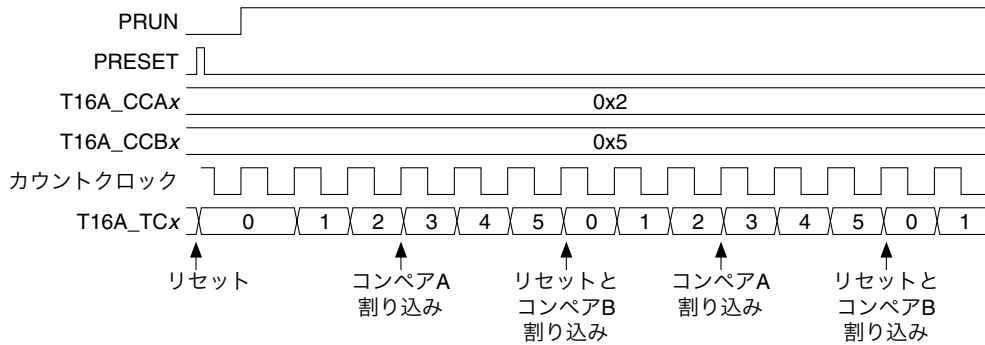 PRUN
PRESET
T16A_CCAx 0x2
T16A_CCBx 0x5
カウントクロック
T16A_TCx 0 1 2 3 4 5 0 1 2 3 4 5 0 1
リセット コンペアA リセットと コンペアA リセットと
割り込み コンペアB 割り込み コンペアB
割り込み 割り込み